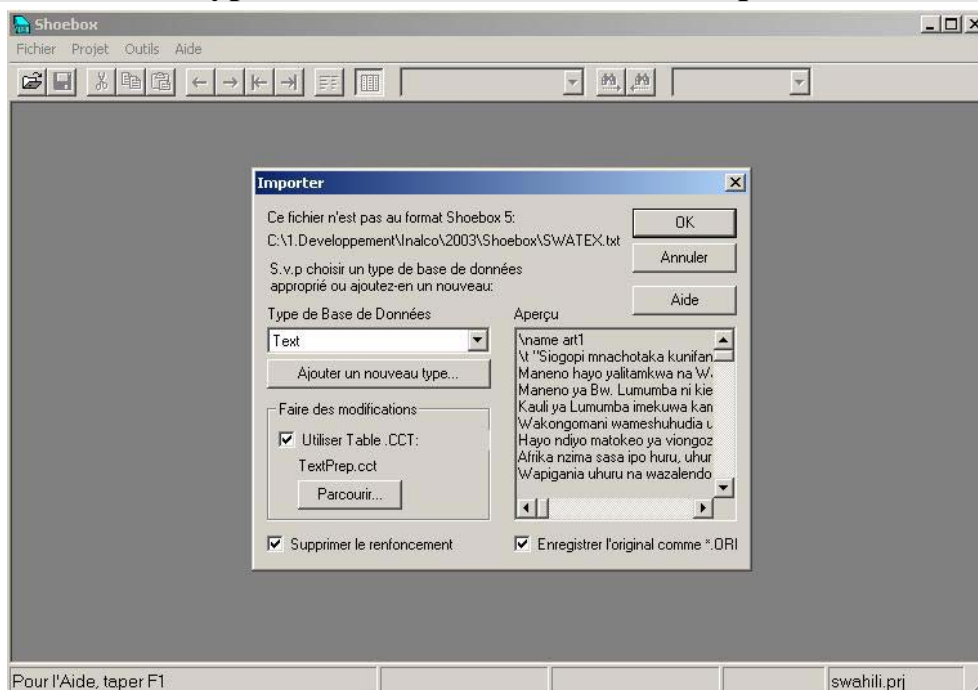 Shoebox
Fichier Projet Outils Aide
Importer
Ce fichier n'est pas au format Shoebox 5:
C:\1.Developpement\Inalco\2003\Shoebox\SWATEX.txt
S.v.p choisir un type de base de données
approprié ou ajoutez-en un nouveau:
OK
Annuler
Aide
Type de Base de Données
Text
Ajouter un nouveau type...
Faire des modifications
Utiliser Table .CCT:
TextPrep.cct
Parcourir...
Supprimer le renfoncement
Aperçu
\name art1
\t "Siogopi mnachotaka kunifan
Maneno hayo yalitamkwa na W
Maneno ya Bw. Lumumba ni kie
Kauli ya Lumumba imekuwa kan
Wakongomani wameshuhudia u
Hayo ndiyo matokeo ya viongoz
Afrika nzima sasa ipo huru, uhur
Wapigania uhuru na wazalendo
Enregistrer l'original comme *.ORI
Pour l'Aide, taper F1
swahili.prj